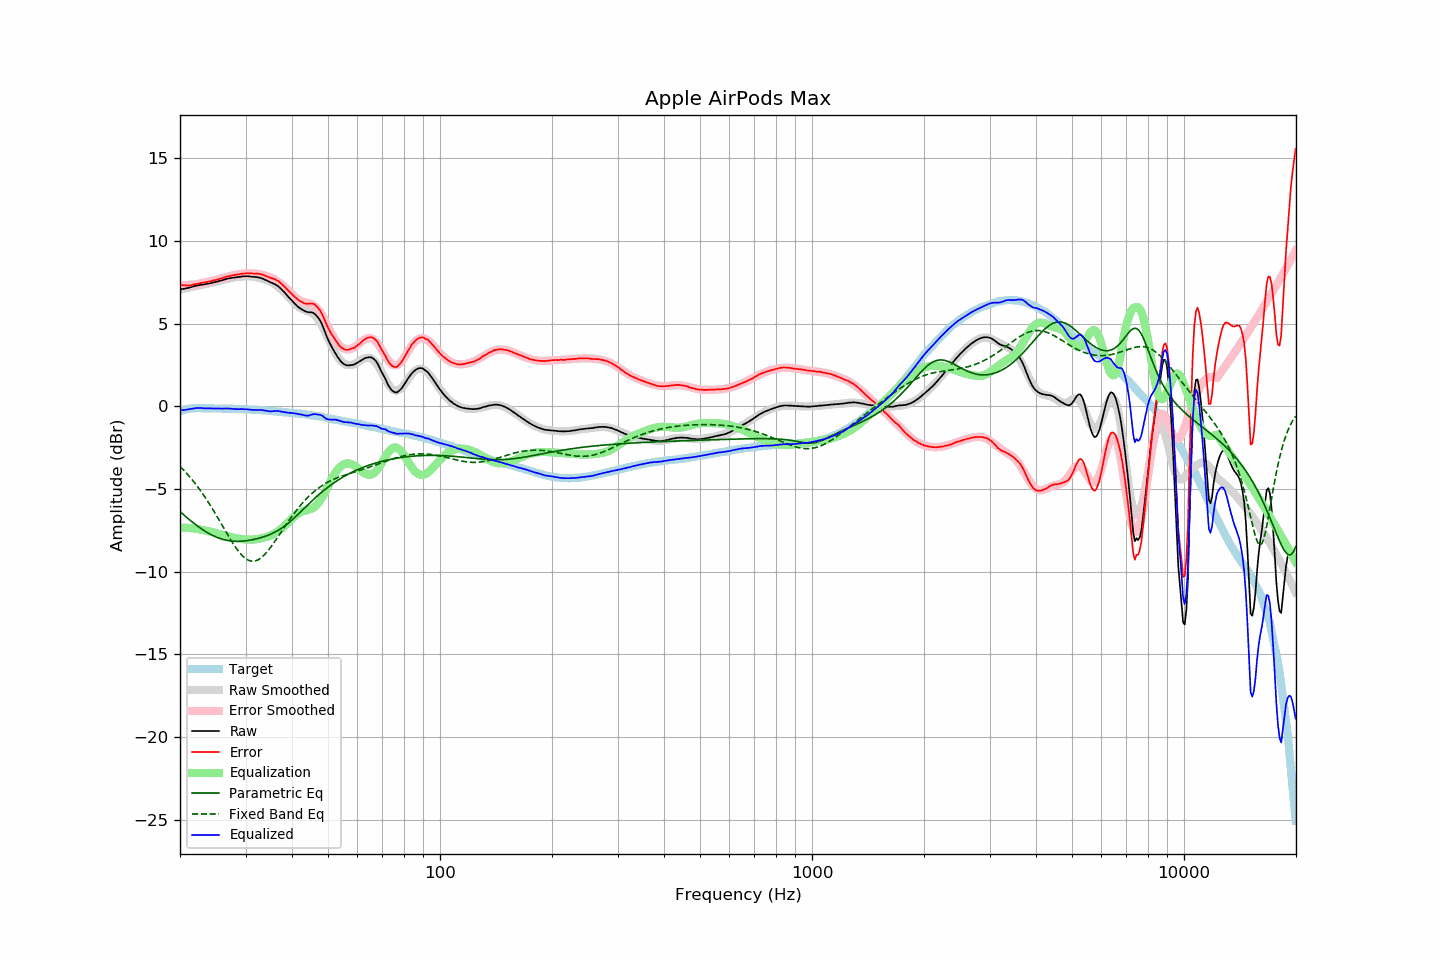 Apple AirPods Max
Amplitude (dBr)
15
10
5
0
−5
−10
−15
−20
−25
Target
Raw Smoothed
Error Smoothed
Raw
Error
Equalization
Parametric Eq
Fixed Band Eq
Equalized
100
1000
10000
Frequency (Hz)